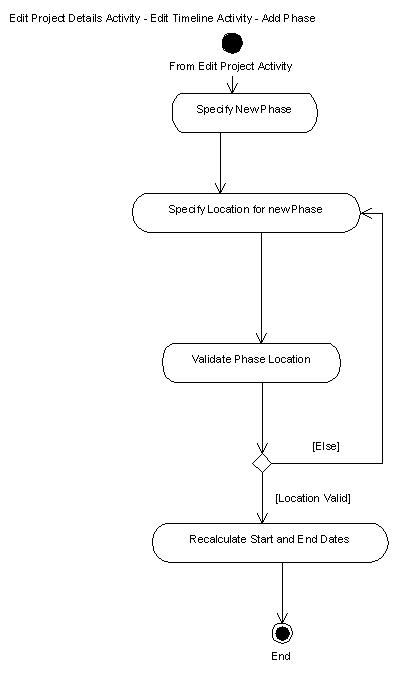 Edit Project Details Activity - Edit Timeline Activity - Add Phase
From Edit Project Activity
Specify New Phase
Specify Location for new Phase
Validate Phase Location
[Else]
[Location Valid]
Recalculate Start and End Dates
End